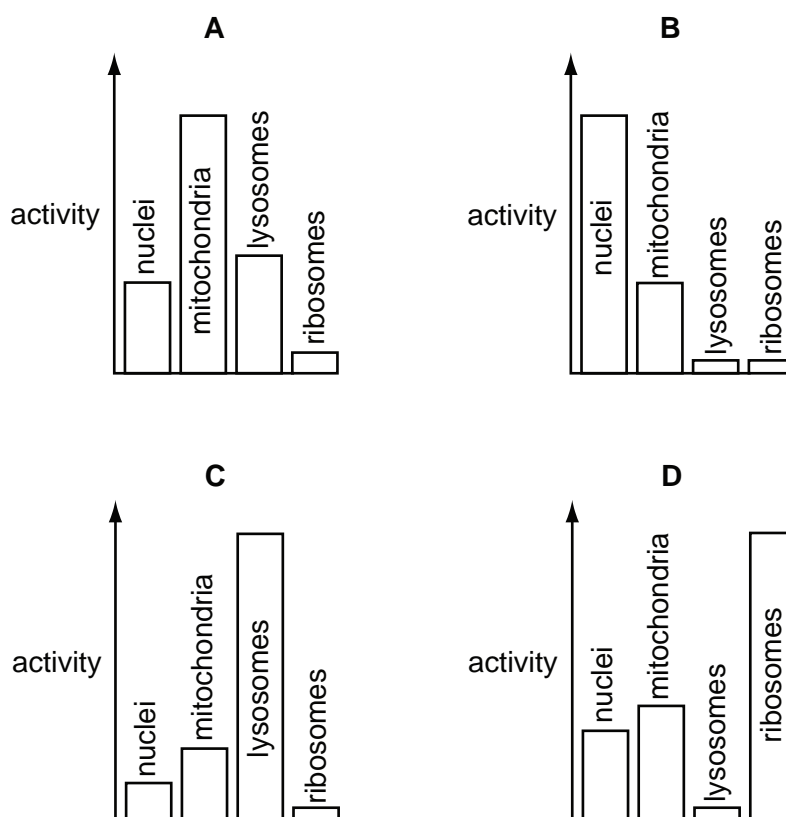 A
B
activity
nuclei
mitochondria
lysosomes
ribosomes
activity
nuclei
mitochondria
lysosomes
ribosomes
C
D
activity
nuclei
mitochondria
lysosomes
ribosomes
activity
nuclei
mitochondria
lysosomes
ribosomes